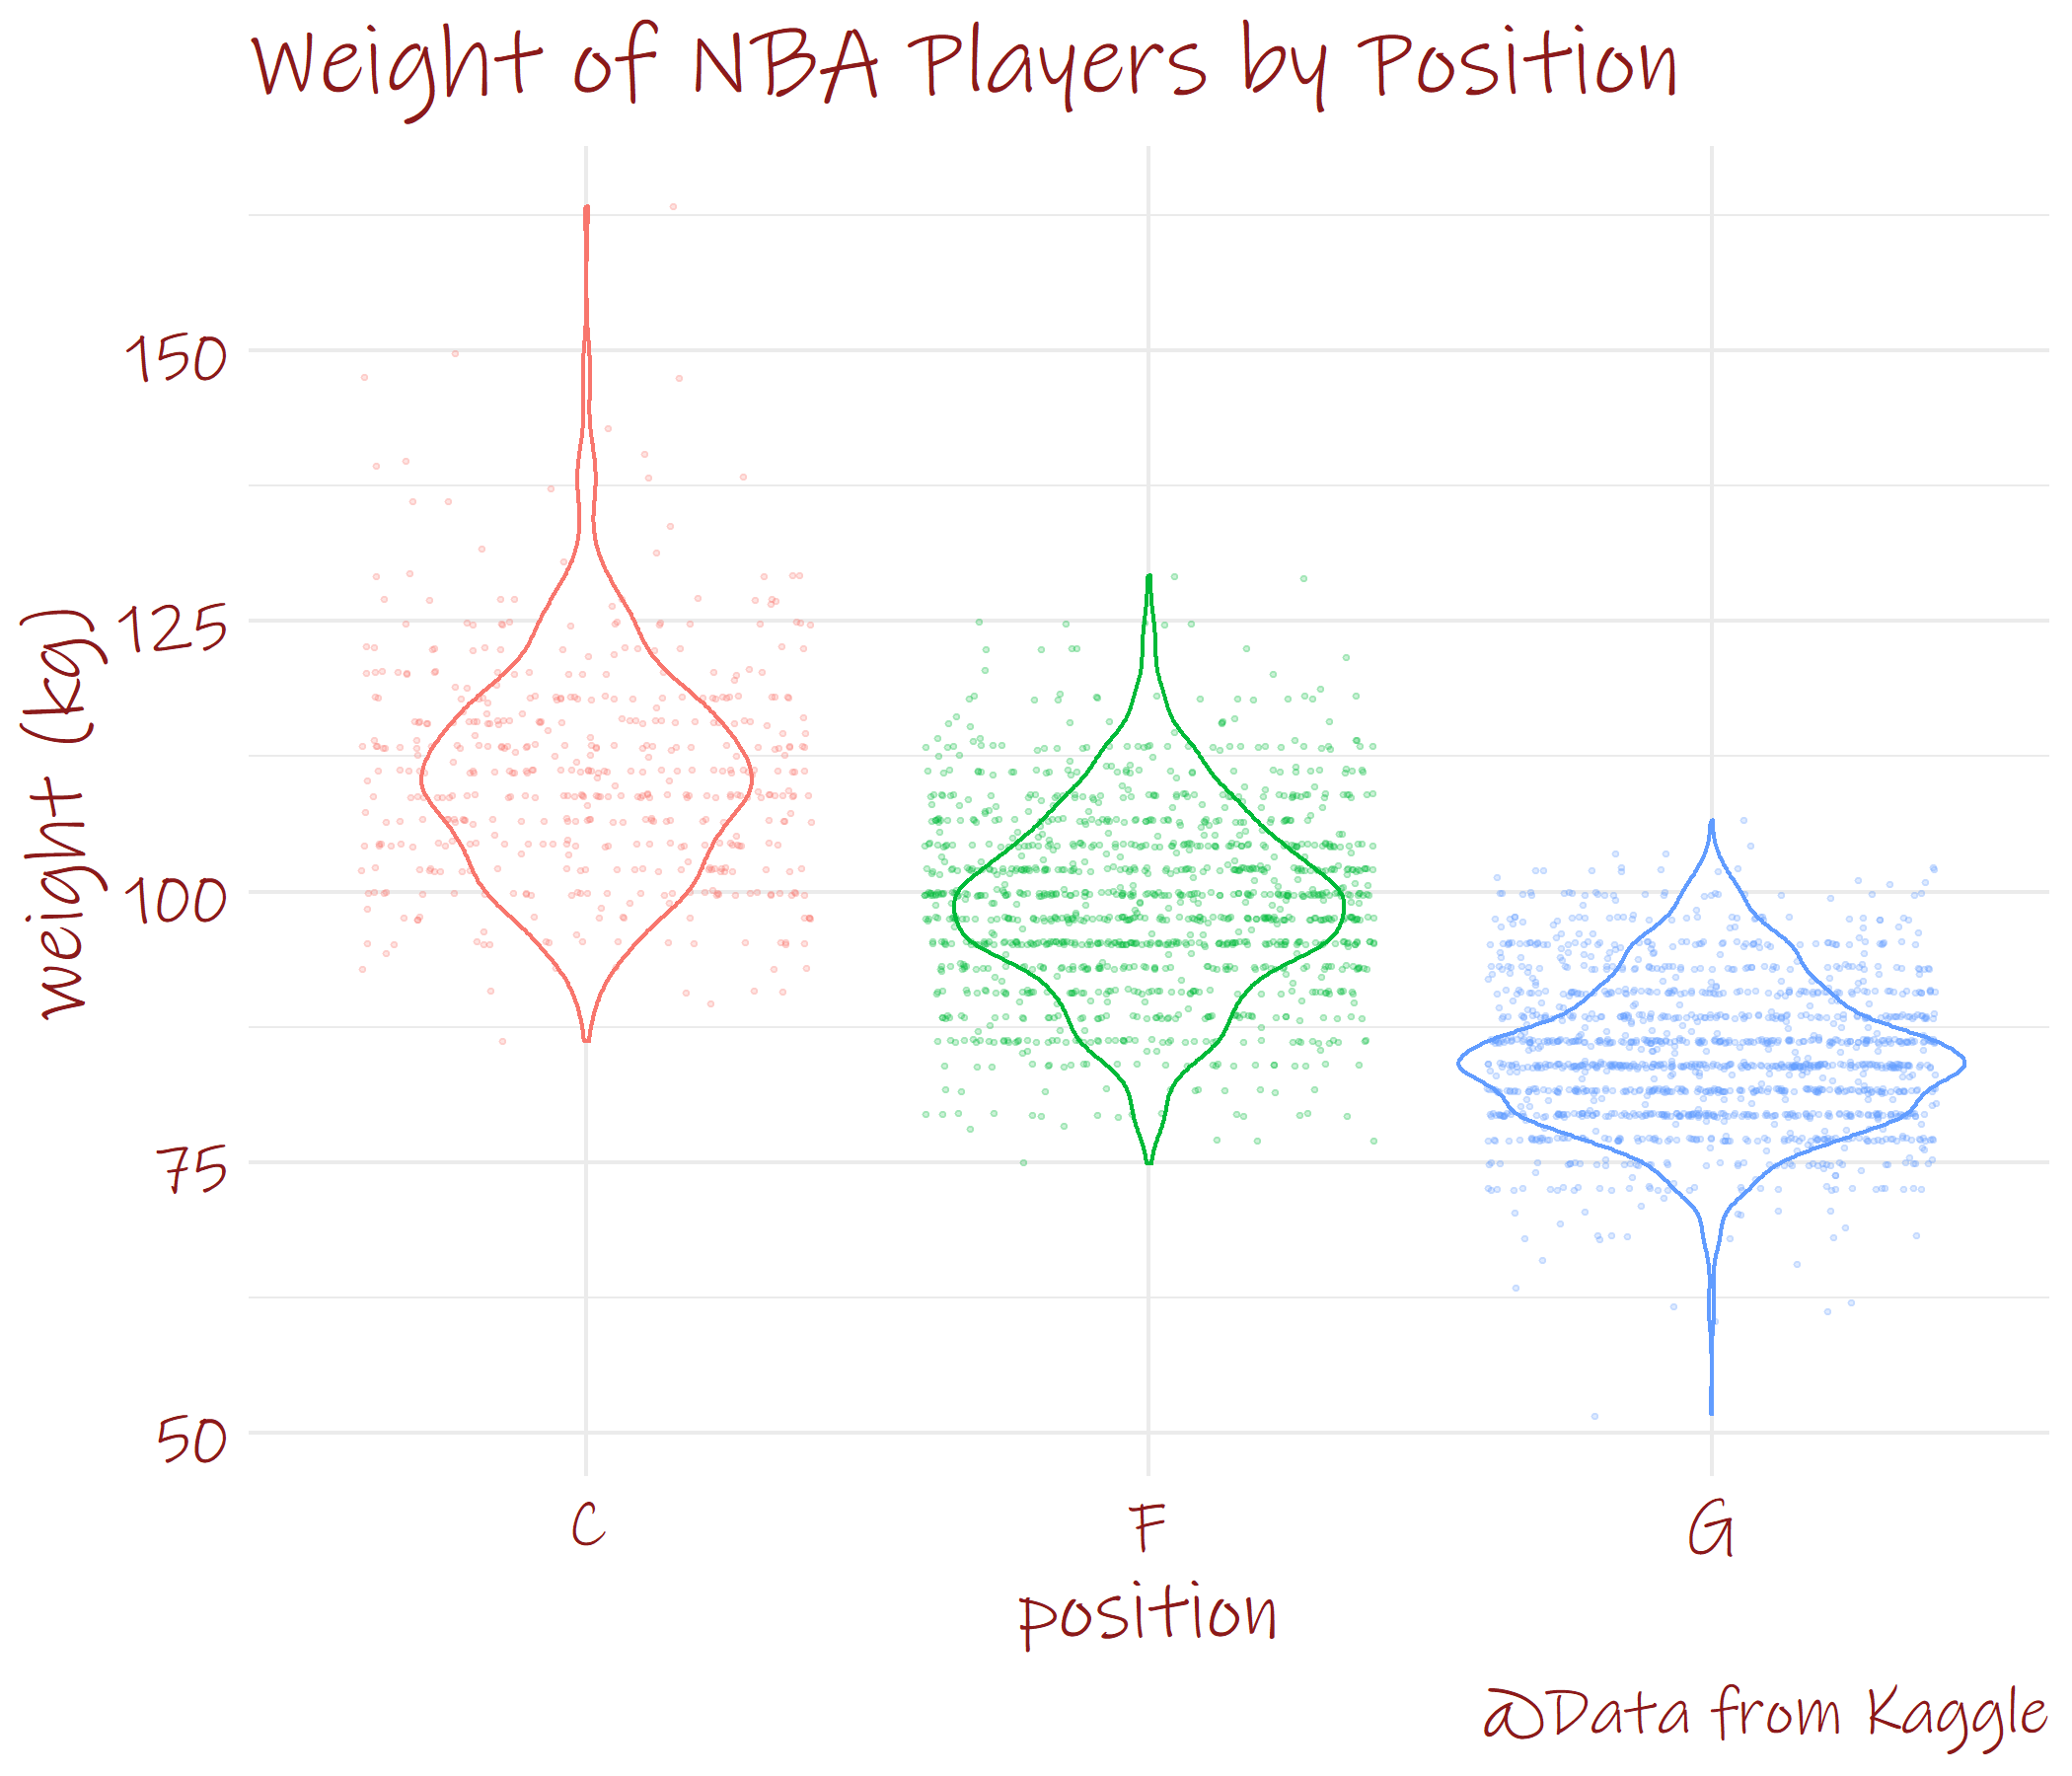 Weight of NBA Players by Position
weight (kg)
150
125
100
75
50
C
F
G
position
@Data from Kaggle